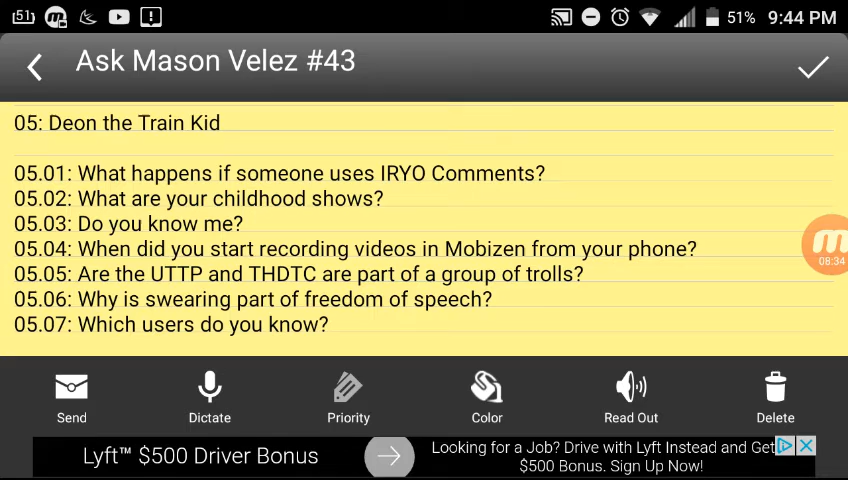 51 51% 9:44 PM
Ask Mason Velez #43
05: Deon the Train Kid
05.01: What happens if someone uses IRYO Comments?
05.02: What are your childhood shows?
05.03: Do you know me?
05.04: When did you start recording videos in Mobizen from your phone?
05.05: Are the UTTP and THDTC are part of a group of trolls?
05.06: Why is swearing part of freedom of speech?
05.07: Which users do you know?
08:34
Send Dictate Priority Color Read Out Delete
Lyft™ $500 Driver Bonus
Looking for a Job? Drive with Lyft Instead and Get
$500 Bonus. Sign Up Now!